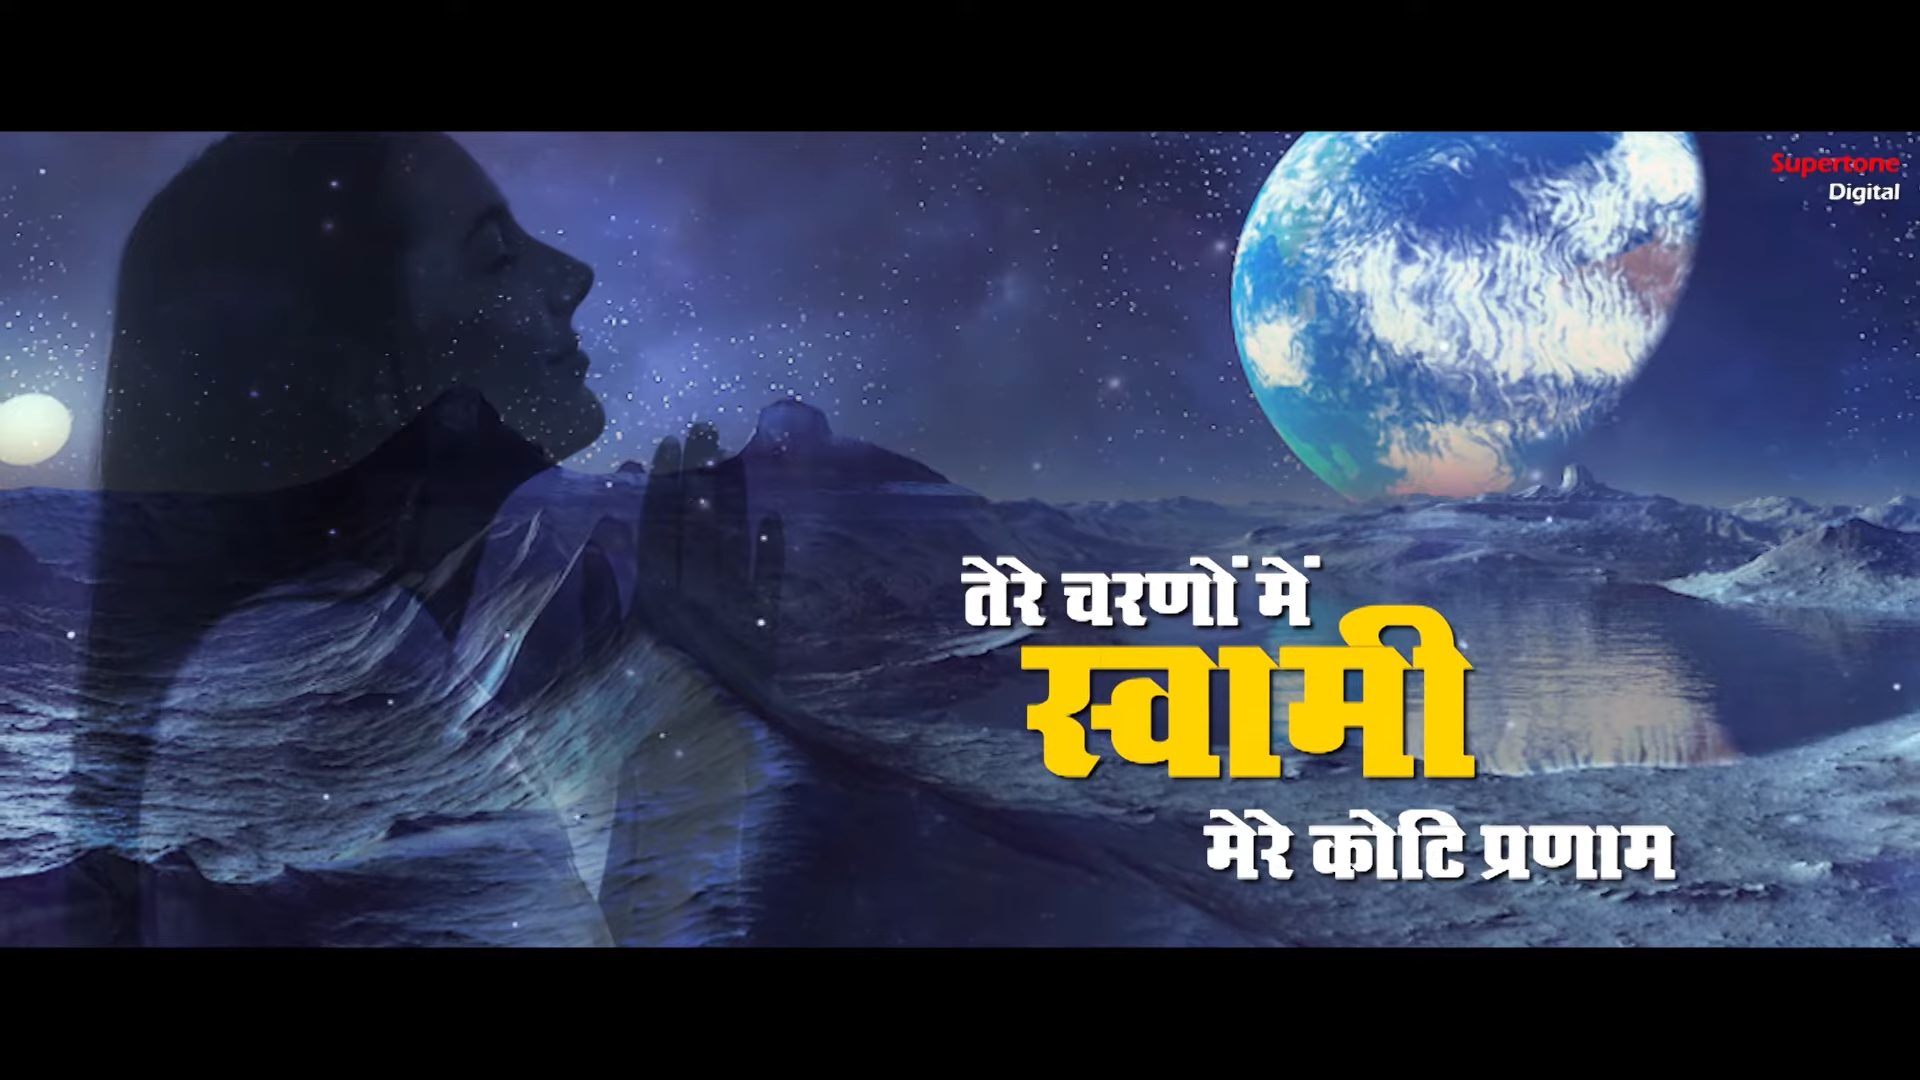 Supertone
Digital
तेरे चरणों में
स्वामी
मेरे कोटि प्रणाम